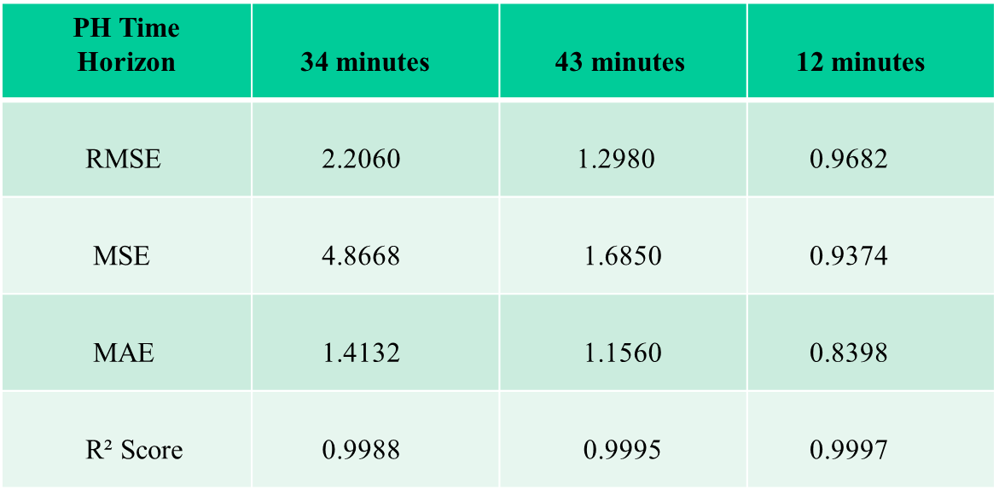 PH Time
Horizon 34 minutes 43 minutes 12 minutes
RMSE 2.2060 1.2980 0.9682
MSE 4.8668 1.6850 0.9374
MAE 1.4132 1.1560 0.8398
R² Score 0.9988 0.9995 0.9997